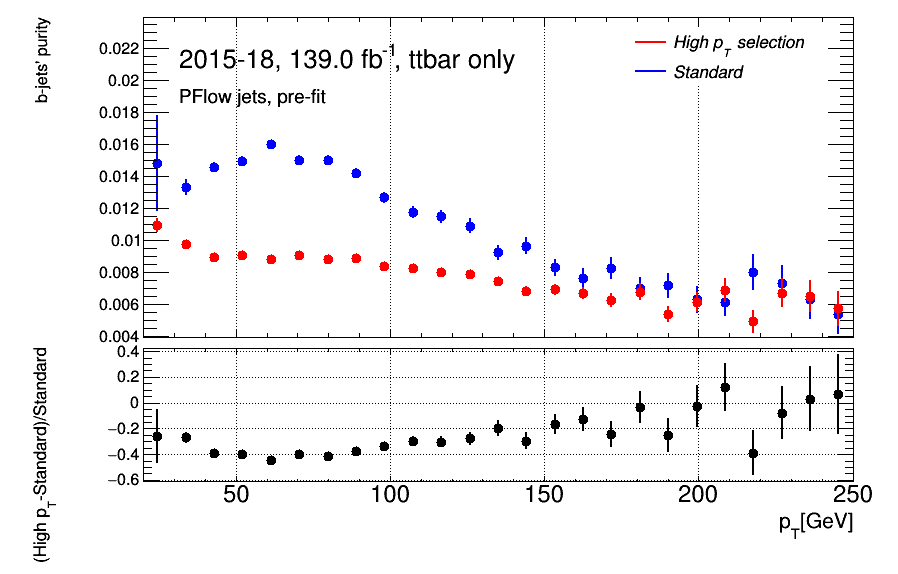 b-jets' purity
0.022
0.02
0.018
0.016
0.014
0.012
0.01
0.008
0.006
0.004
2015-18, 139.0 fb-1, ttbar only
PFlow jets, pre-fit
High pT selection
Standard
(High pT-Standard)/Standard
0.4
0.2
0
−0.2
−0.4
−0.6
50 100 150 200 250
pT[GeV]